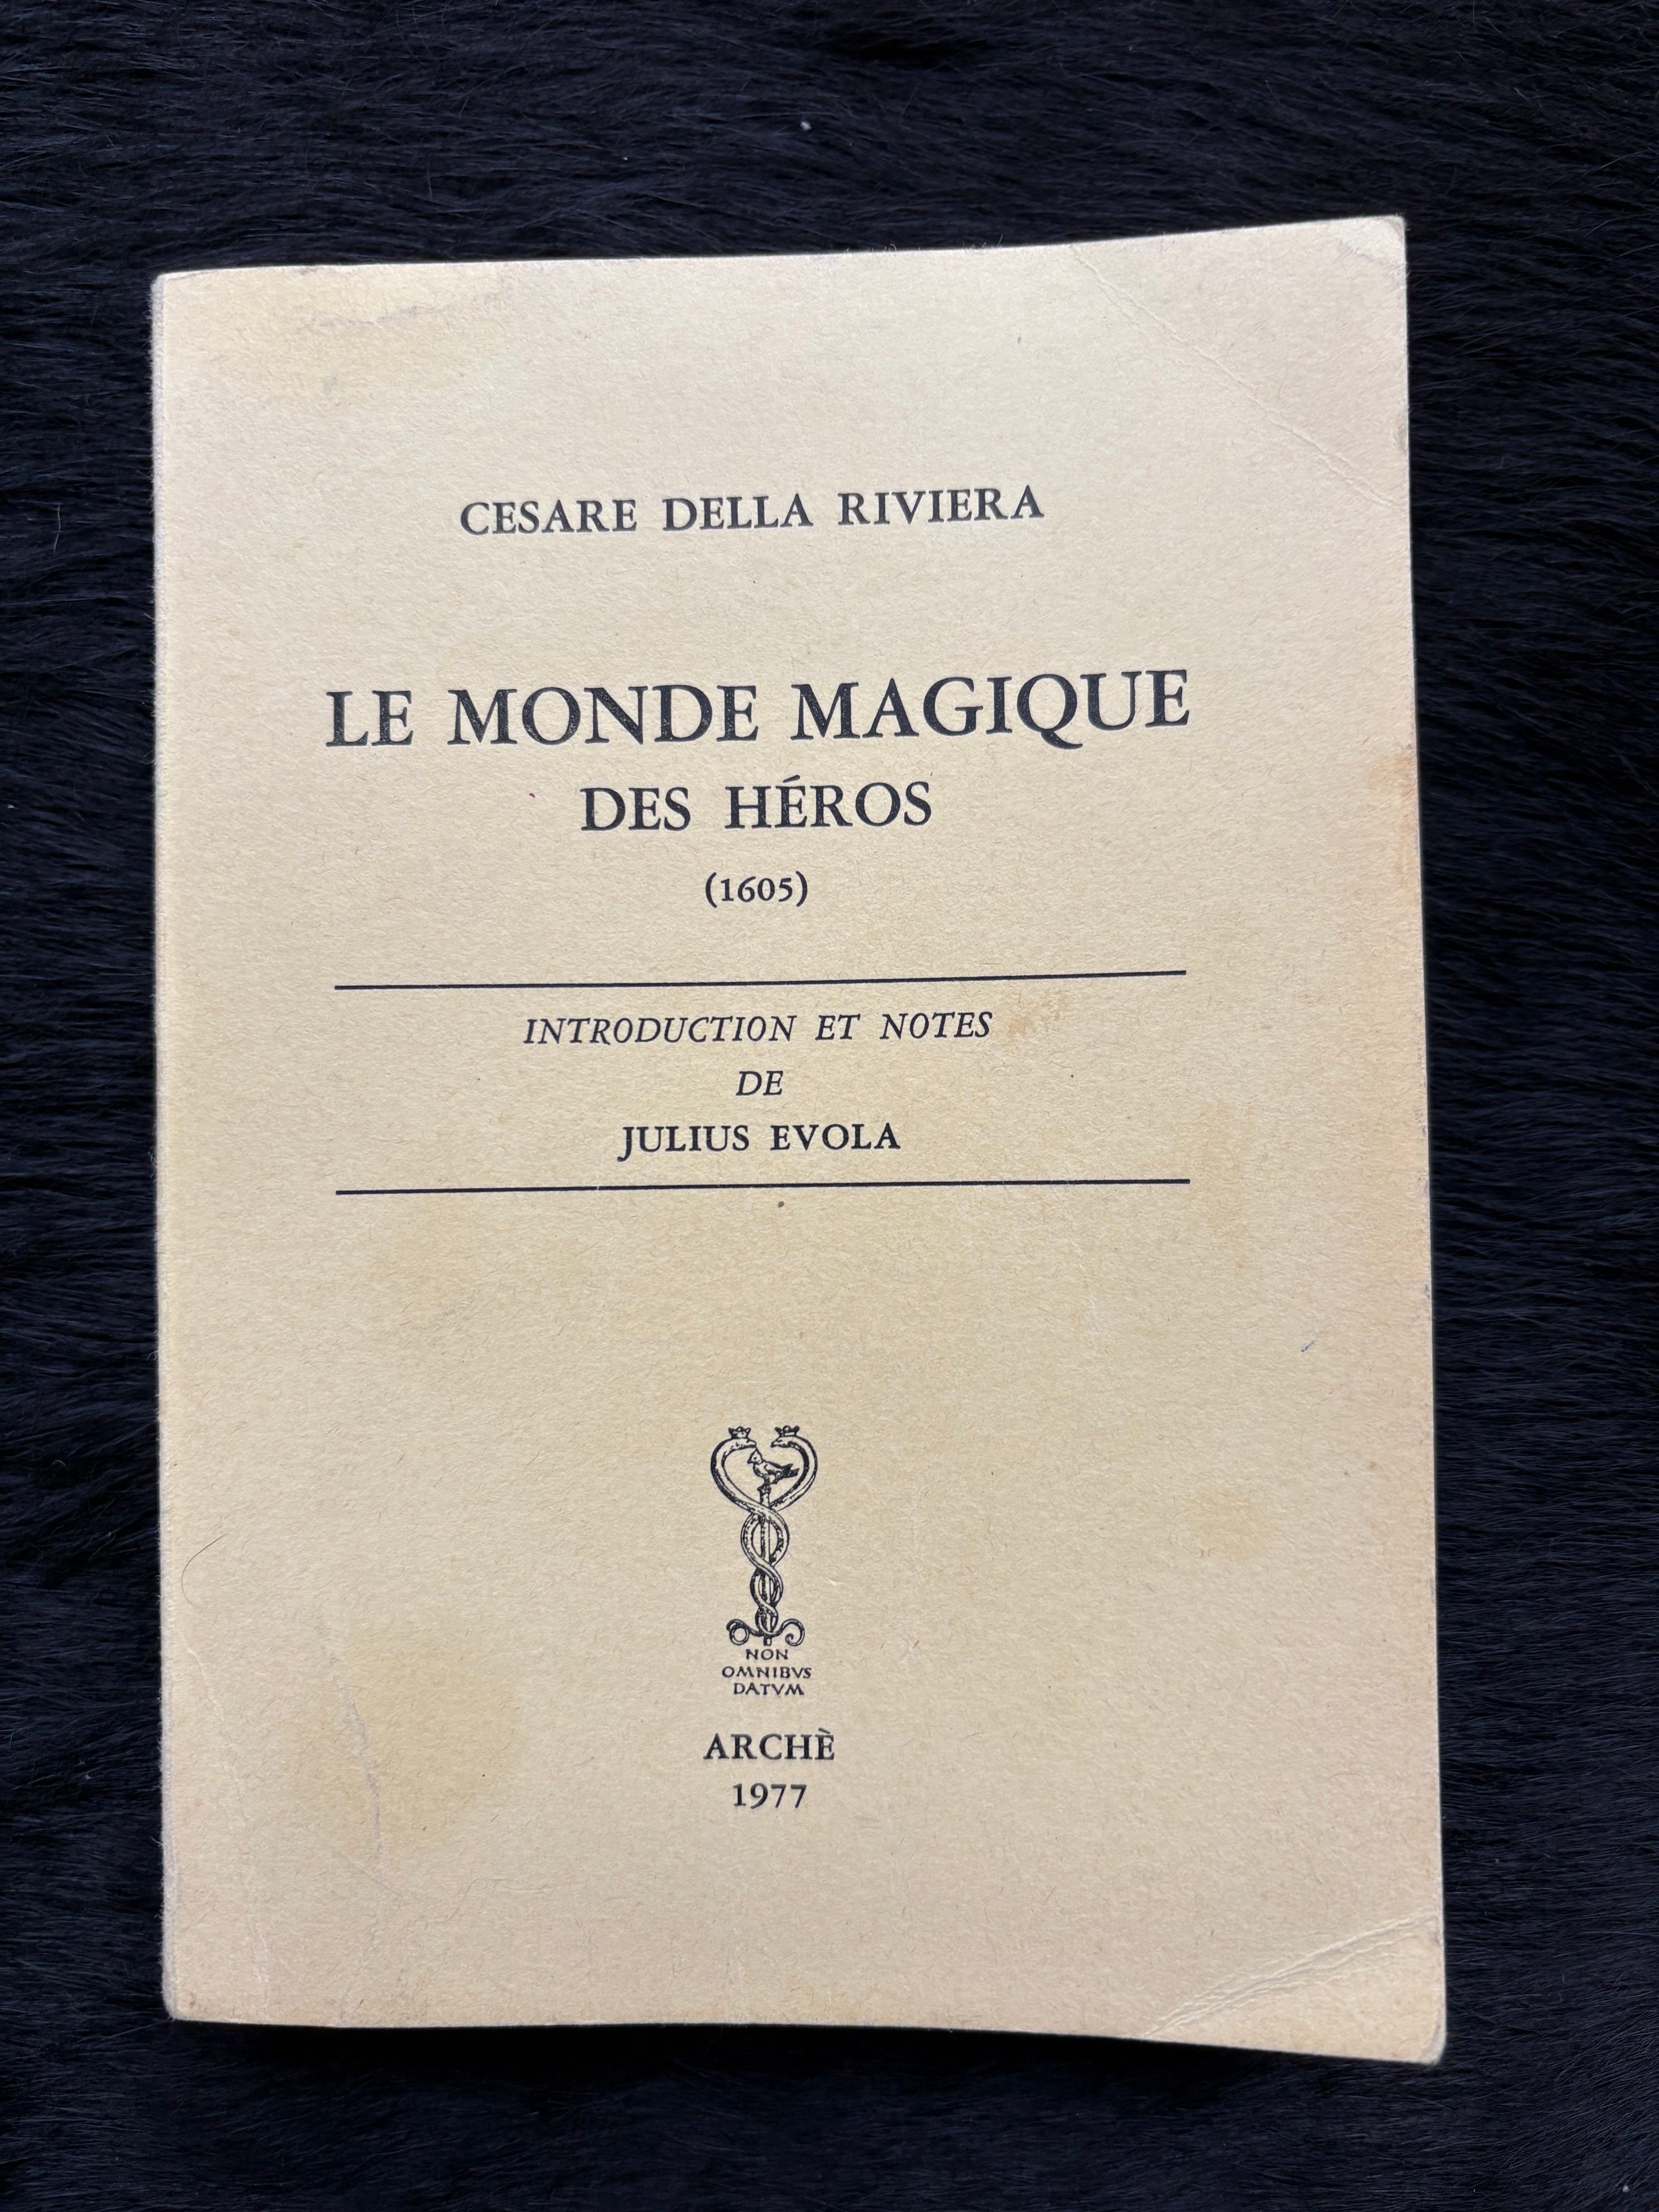 CESARE DELLA RIVIERA
LE MONDE MAGIQUE
DES HÉROS
(1605)
INTRODUCTION ET NOTES
DE
JULIUS EVOLA
NON
OMNIBVS
DATVM
ARCHÈ
1977